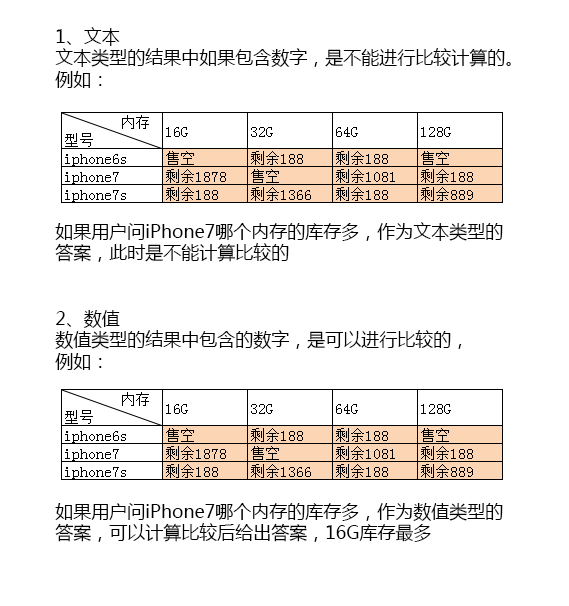 1、文本
文本类型的结果中如果包含数字，是不能进行比较计算的。
例如：
内存
型号 16G 32G 64G 128G
iphone6s 售空 剩余188 剩余188 售空
iphone7 剩余1878 售空 剩余1081 剩余188
iphone7s 剩余188 剩余1366 剩余188 剩余889
如果用户问iPhone7哪个内存的库存多，作为文本类型的
答案，此时是不能计算比较的
2、数值
数值类型的结果中包含的数字，是可以进行比较的，
例如：
内存
型号 16G 32G 64G 128G
iphone6s 售空 剩余188 剩余188 售空
iphone7 剩余1878 售空 剩余1081 剩余188
iphone7s 剩余188 剩余1366 剩余188 剩余889
如果用户问iPhone7哪个内存的库存多，作为数值类型的
答案，可以计算比较后给出答案，16G库存最多